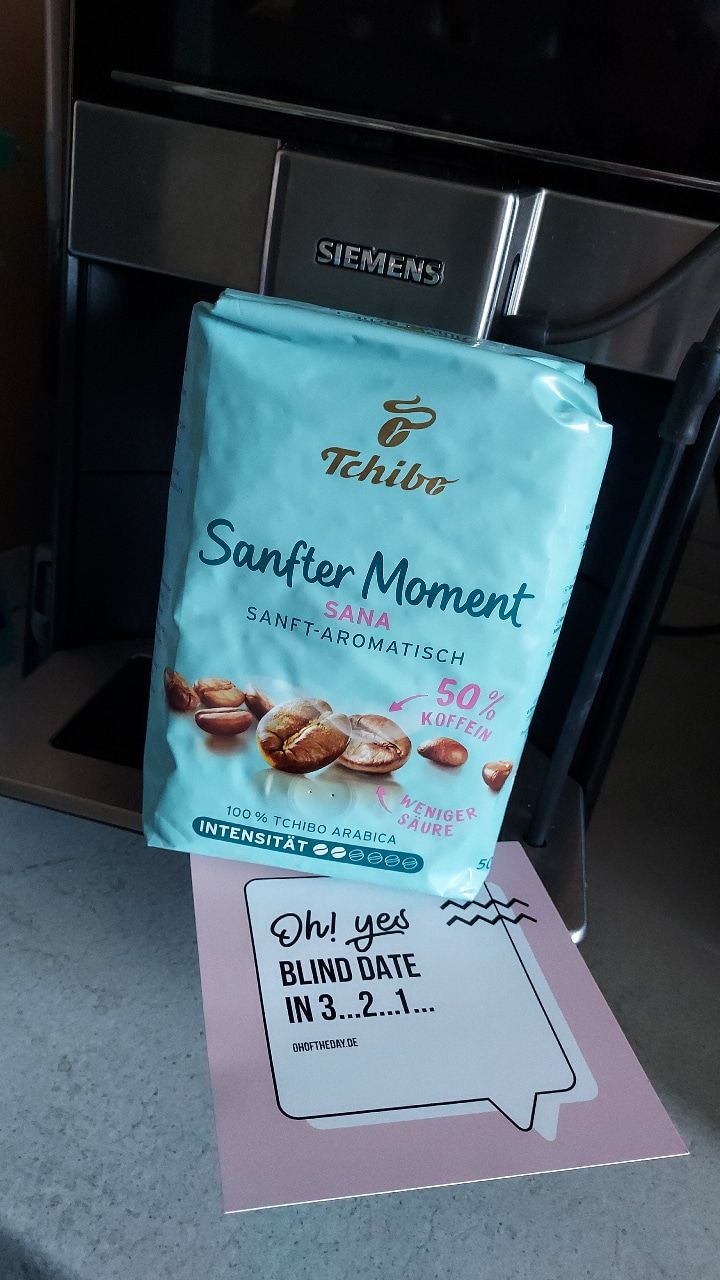 SIEMENS
Tchibo
Sanfter Moment
SANA
SANFT-AROMATISCH
50%
KOFFEIN
WENIGER
SÄURE
100% TCHIBO ARABICA
INTENSITÄT
Oh! yes
BLIND DATE
IN 3...2...1...
OHOFTHEDAY.DE